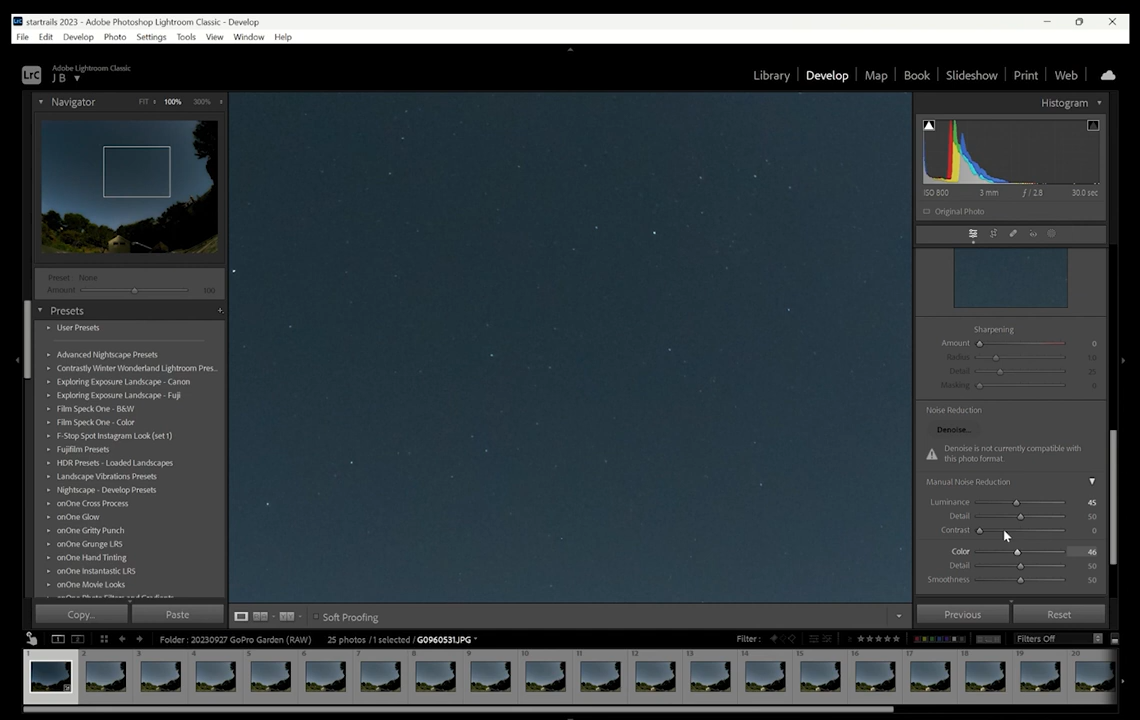 LrC startrails 2023 - Adobe Photoshop Lightroom Classic - Develop
File Edit Develop Photo Settings Tools View Window Help
LrC Adobe Lightroom Classic
J B
Library | Develop | Map | Book | Slideshow | Print | Web
Navigator FIT 100% 300%
Histogram
ISO 800 3 mm f / 2.8 30.0 sec
Original Photo
Preset: None
Amount 100
Presets +
User Presets
Advanced Nightscape Presets
Contrastly Winter Wonderland Landscape Pres...
Exploring Exposure Landscape - Canon
Exploring Exposure Landscape - Fuji
Film Speck One - B&W
Film Speck One - Color
F-Stop Spot Instagram Look (set 1)
Fujifilm Presets
HDR Presets - Loaded Landscapes
Landscape Vibrations Presets
Nightscape - Develop Presets
onOne Cross Process
onOne Glow
onOne Gritty Punch
onOne Grunge LR5
onOne Hand Tinting
onOne Instantastic LR5
onOne Movie Looks
Sharpening
Amount 0
Radius 1.0
Detail 25
Masking 0
Noise Reduction
Denoise...
Denoise is not currently compatible with
this photo format.
Manual Noise Reduction
Luminance 45
Detail 50
Contrast 0
Color 46
Detail 50
Smoothness 50
Copy... Paste
Soft Proofing
Previous Reset
1 2 Folder : 20230927 GoPro Garden (RAW) 25 photos / 1 selected / G0960531.JPG *
Filter : Filters Off
1 2 3 4 5 6 7 8 9 10 11 12 13 14 15 16 17 18 19 20